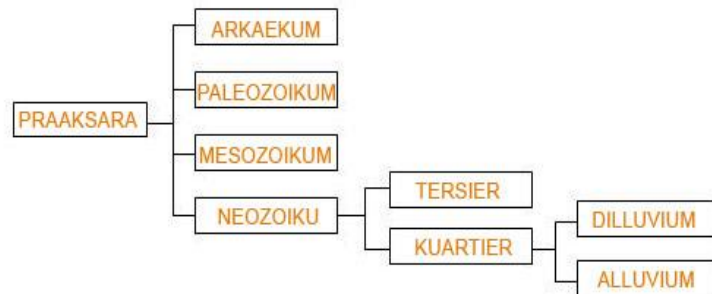 PRAAKSARA
ARKAEKUM
PALEOZOIKUM
MESOZOIKUM
NEOZOIKU
TERSIER
KUARTIER
DILLUVIUM
ALLUVIUM